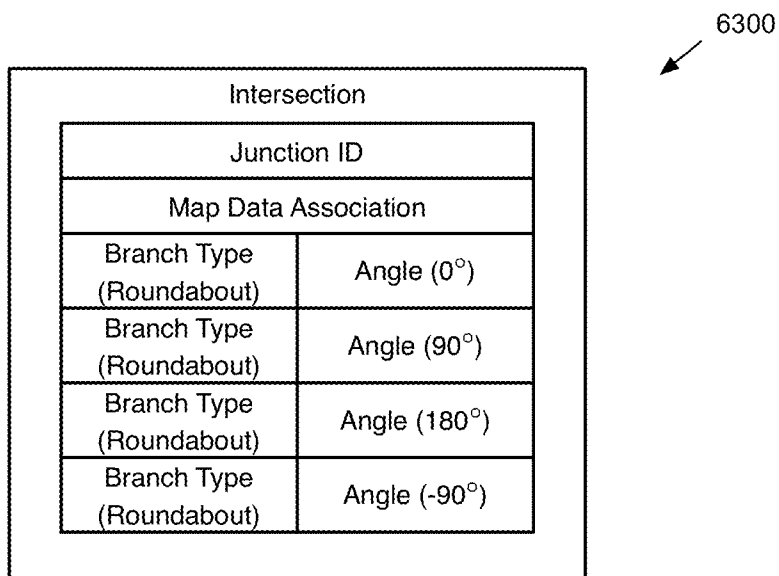 6300
Intersection
Junction ID
Map Data Association
Branch Type
(Roundabout)
Angle (0°)
Branch Type
(Roundabout)
Angle (90°)
Branch Type
(Roundabout)
Angle (180°)
Branch Type
(Roundabout)
Angle (-90°)